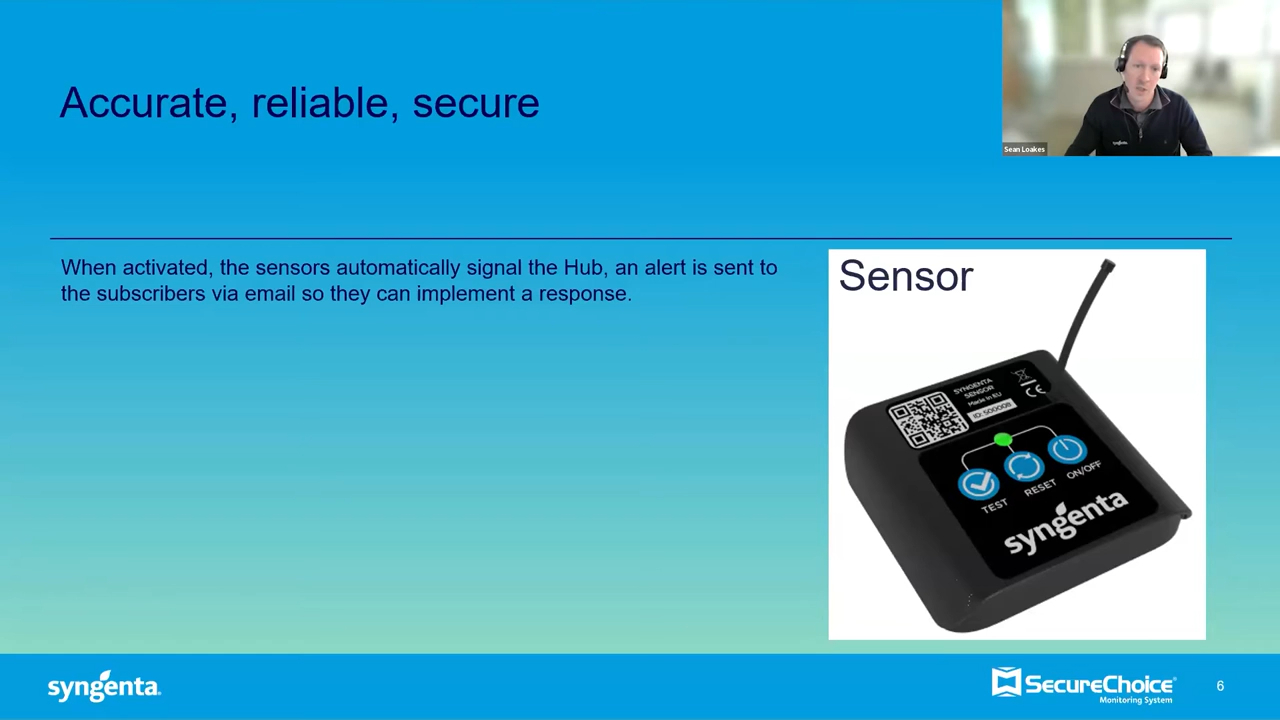 Accurate, reliable, secure
Sean Loakes
When activated, the sensors automatically signal the Hub, an alert is sent to
the subscribers via email so they can implement a response.
Sensor
SYNGENTA
SENSOR
Made in EU
ID: 500008
CE
TEST
RESET
ON/OFF
syngenta
syngenta.
SecureChoice®
Monitoring System
6